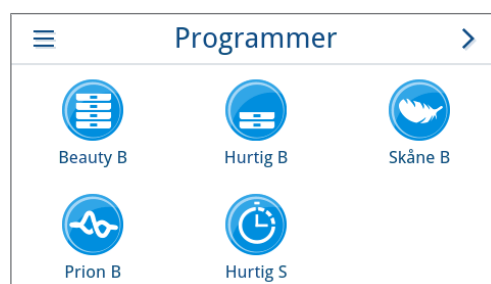 Programmer
Beauty B
Hurtig B
Skåne B
Prion B
Hurtig S